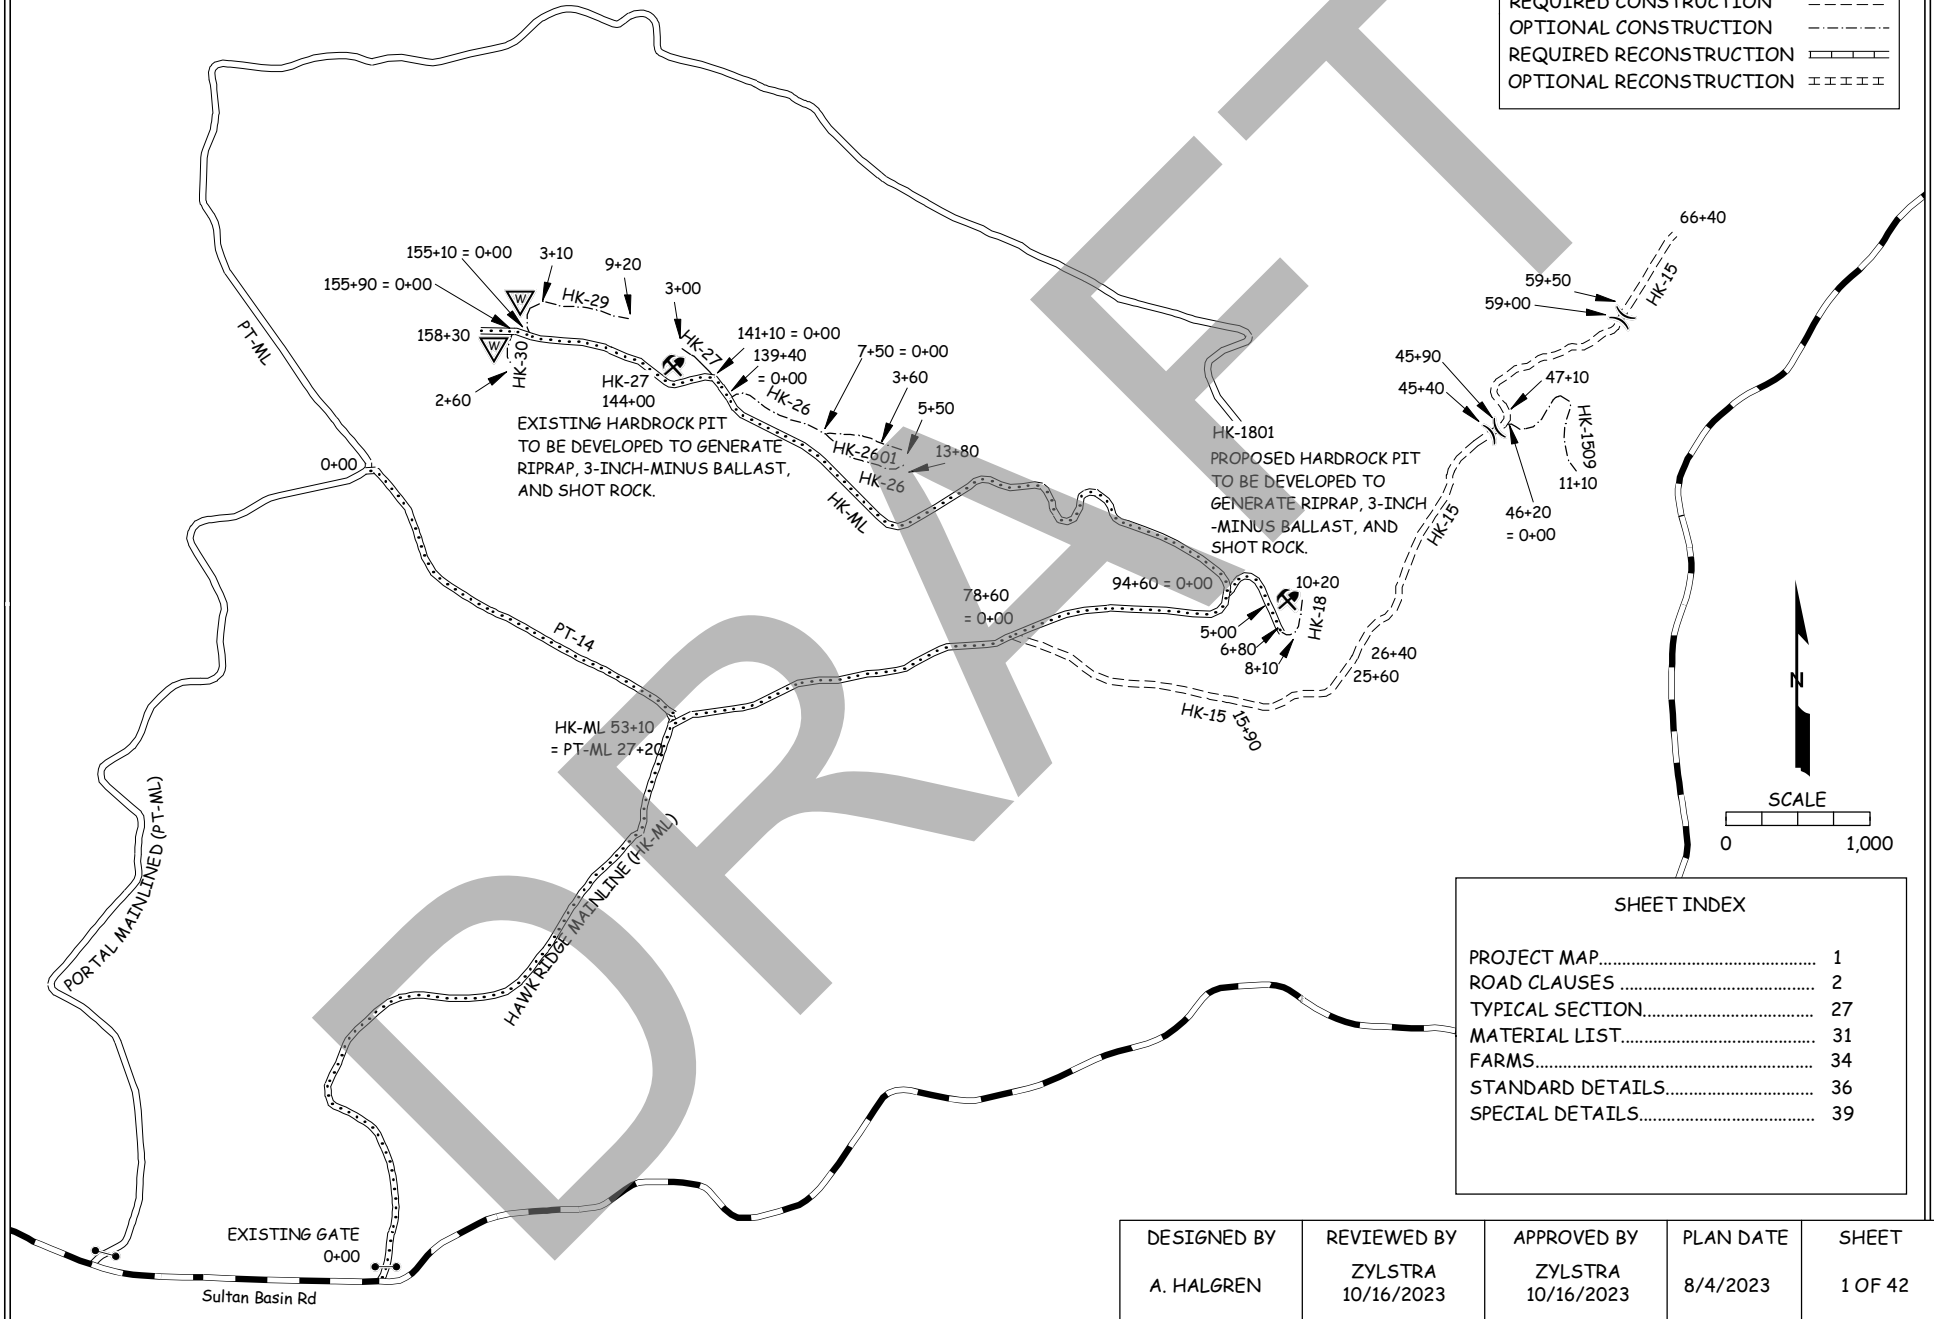 REQUIRED CONSTRUCTION
OPTIONAL CONSTRUCTION
REQUIRED RECONSTRUCTION
OPTIONAL RECONSTRUCTION
66+40
HK-15
59+50
59+00
45+90
45+40
47+10
HK-1509
11+10
46+20
= 0+00
HK-15
155+10 = 0+00
3+10
9+20
155+90 = 0+00
W
HK-29
3+00
158+30
W
HK-30
2+60
HK-27
141+10 = 0+00
139+40
= 0+00
7+50 = 0+00
3+60
5+50
HK-26
HK-2601
13+80
HK-26
HK-27
144+00
EXISTING HARDROCK PIT
TO BE DEVELOPED TO GENERATE
RIPRAP, 3-INCH-MINUS BALLAST,
AND SHOT ROCK.
HK-ML
HK-1801
PROPOSED HARDROCK PIT
TO BE DEVELOPED TO
GENERATE RIPRAP, 3-INCH
-MINUS BALLAST, AND
SHOT ROCK.
PT-ML
0+00
PT-14
78+60
= 0+00
94+60 = 0+00
10+20
HK-18
5+00
6+80
8+10
26+40
25+60
HK-15
15+90
HK-ML 53+10
= PT-ML 27+20
PORTAL MAINLINED (PT-ML)
HAWK RIDGE MAINLINE (HK-ML)
EXISTING GATE
0+00
Sultan Basin Rd
N
SCALE
0 1,000
DRAFT
SHEET INDEX
PROJECT MAP........................................ 1
ROAD CLAUSES ..................................... 2
TYPICAL SECTION................................ 27
MATERIAL LIST.................................... 31
FARMS.................................................... 34
STANDARD DETAILS............................ 36
SPECIAL DETAILS................................. 39
DESIGNED BY
A. HALGREN
REVIEWED BY
ZYLSTRA
10/16/2023
APPROVED BY
ZYLSTRA
10/16/2023
PLAN DATE
8/4/2023
SHEET
1 OF 42